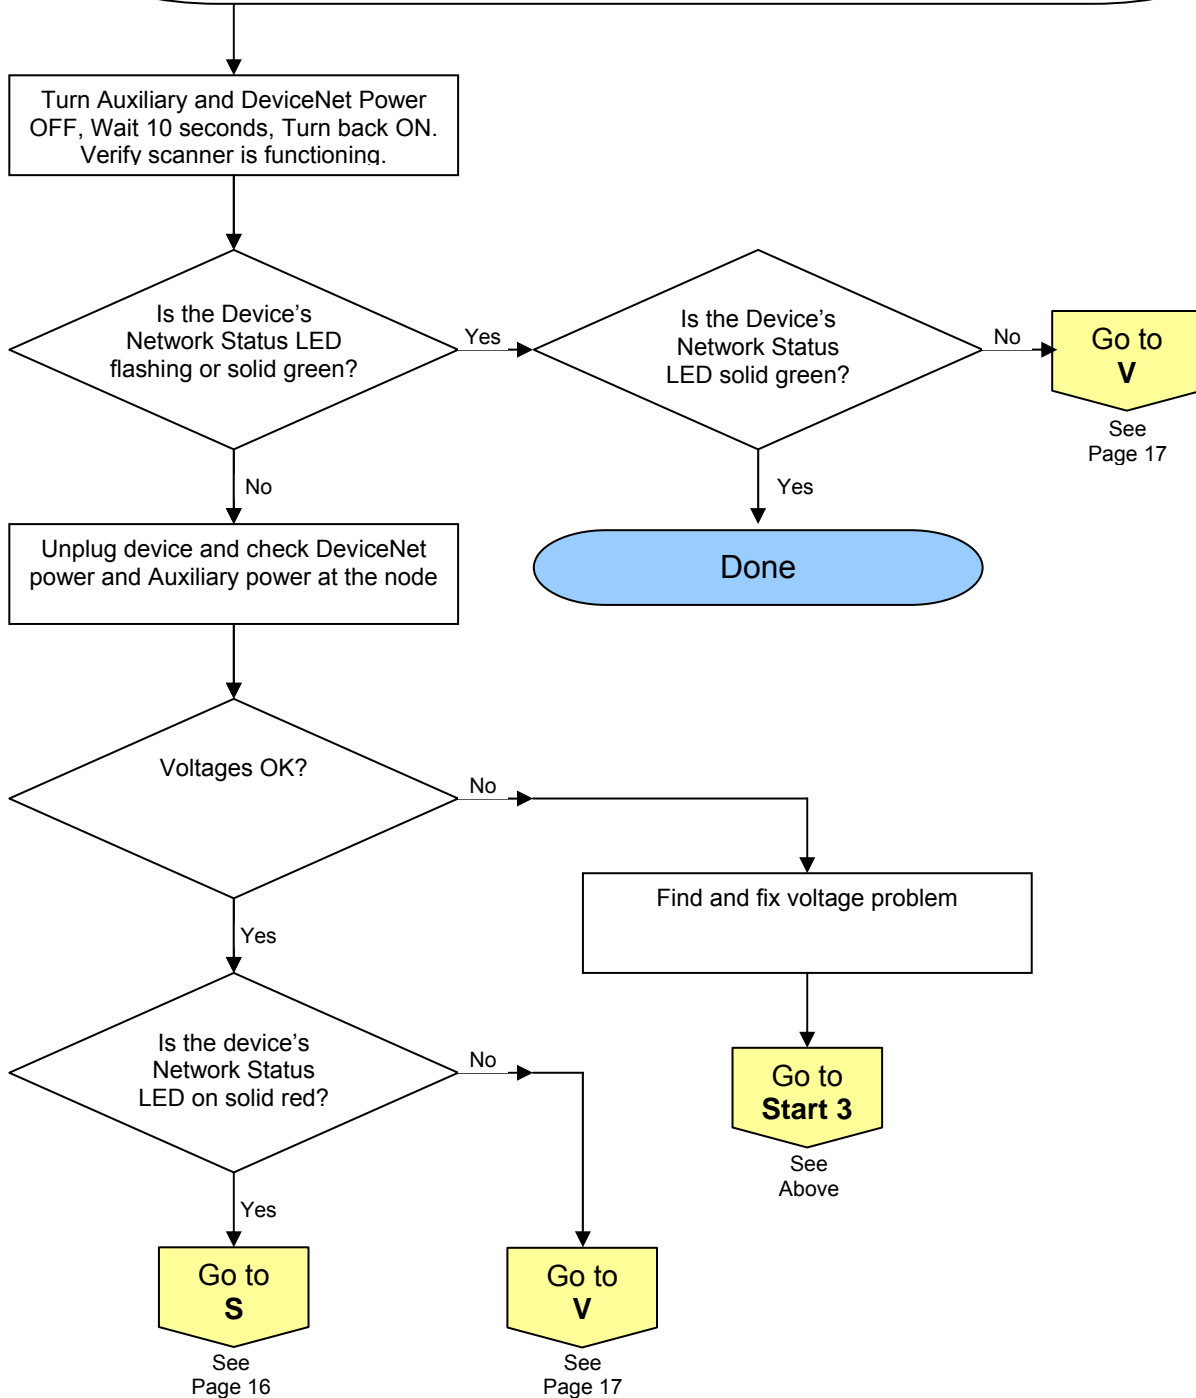 Turn Auxiliary and DeviceNet Power
OFF, Wait 10 seconds, Turn back ON.
Verify scanner is functioning.
Is the Device’s
Network Status LED
flashing or solid green?
Yes
Is the Device’s
Network Status
LED solid green?
No
Go to
V
See
Page 17
No
Yes
Unplug device and check DeviceNet
power and Auxiliary power at the node
Done
Voltages OK?
No
Find and fix voltage problem
Yes
Is the device’s
Network Status
LED on solid red?
No
Go to
Start 3
See
Above
Yes
Go to
S
See
Page 16
Go to
V
See
Page 17